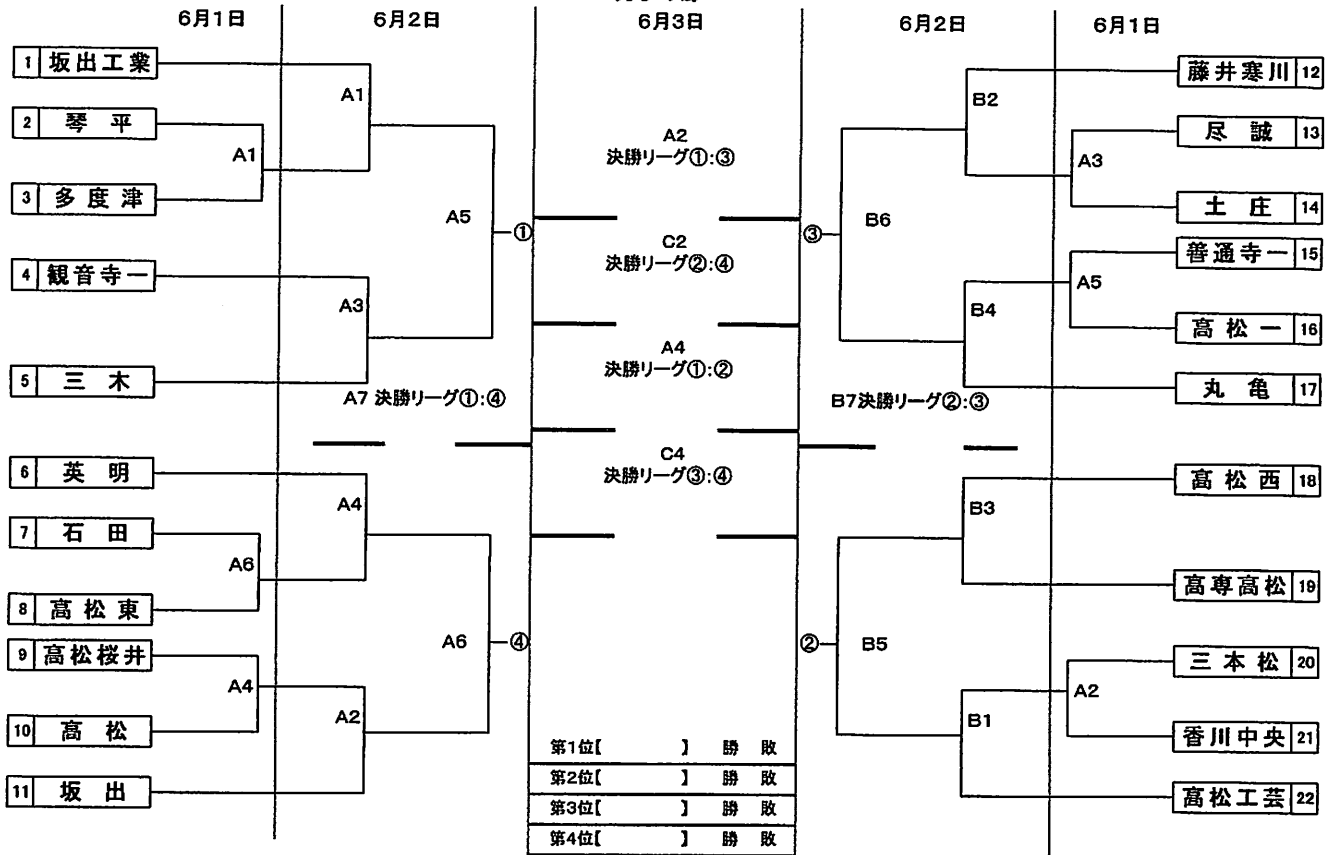 6月1日
6月2日
6月3日
6月2日
6月1日
1 坂出工業
2 琴平
3 多度津
4 観音寺一
5 三木
6 英明
7 石田
8 高松東
9 高松桜井
10 高松
11 坂出
A1
A6
A4
A1
A3
A4
A2
A5
A6
①
④
A7 決勝リーグ①:④
A2
決勝リーグ①:③
C2
決勝リーグ②:④
A4
決勝リーグ①:②
C4
決勝リーグ③:④
第1位【 】 勝 敗
第2位【 】 勝 敗
第3位【 】 勝 敗
第4位【 】 勝 敗
B7決勝リーグ②:③
③
②
B6
B5
B2
B4
B3
B1
A3
A5
A2
藤井寒川 12
尽誠 13
土庄 14
善通寺一 15
高松一 16
丸亀 17
高松西 18
高専高松 19
三本松 20
香川中央 21
高松工芸 22